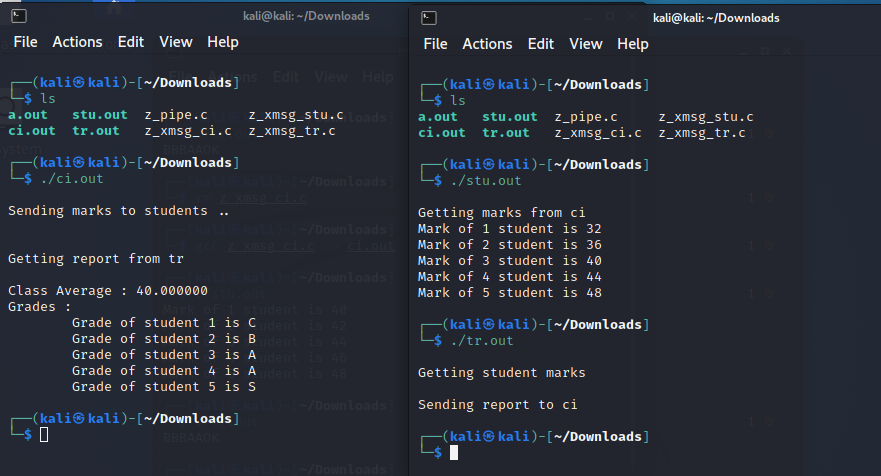 kali@kali: ~/Downloads
File Actions Edit View Help
┌──(kali㉿kali)-[~/Downloads]
└─$ ls
a.out stu.out z_pipe.c z_xmsg_stu.c
ci.out tr.out z_xmsg_ci.c z_xmsg_tr.c
┌──(kali㉿kali)-[~/Downloads]
└─$ ./ci.out
Sending marks to students ..
Getting report from tr
Class Average : 40.000000
Grades :
Grade of student 1 is C
Grade of student 2 is B
Grade of student 3 is A
Grade of student 4 is A
Grade of student 5 is S
┌──(kali㉿kali)-[~/Downloads]
└─$
kali@kali: ~/Downloads
File Actions Edit View Help
┌──(kali㉿kali)-[~/Downloads]
└─$ ls
a.out stu.out z_pipe.c z_xmsg_stu.c
ci.out tr.out z_xmsg_ci.c z_xmsg_tr.c
┌──(kali㉿kali)-[~/Downloads]
└─$ ./stu.out
Getting marks from ci
Mark of 1 student is 32
Mark of 2 student is 36
Mark of 3 student is 40
Mark of 4 student is 44
Mark of 5 student is 48
┌──(kali㉿kali)-[~/Downloads]
└─$ ./tr.out
Getting student marks
Sending report to ci
┌──(kali㉿kali)-[~/Downloads]
└─$